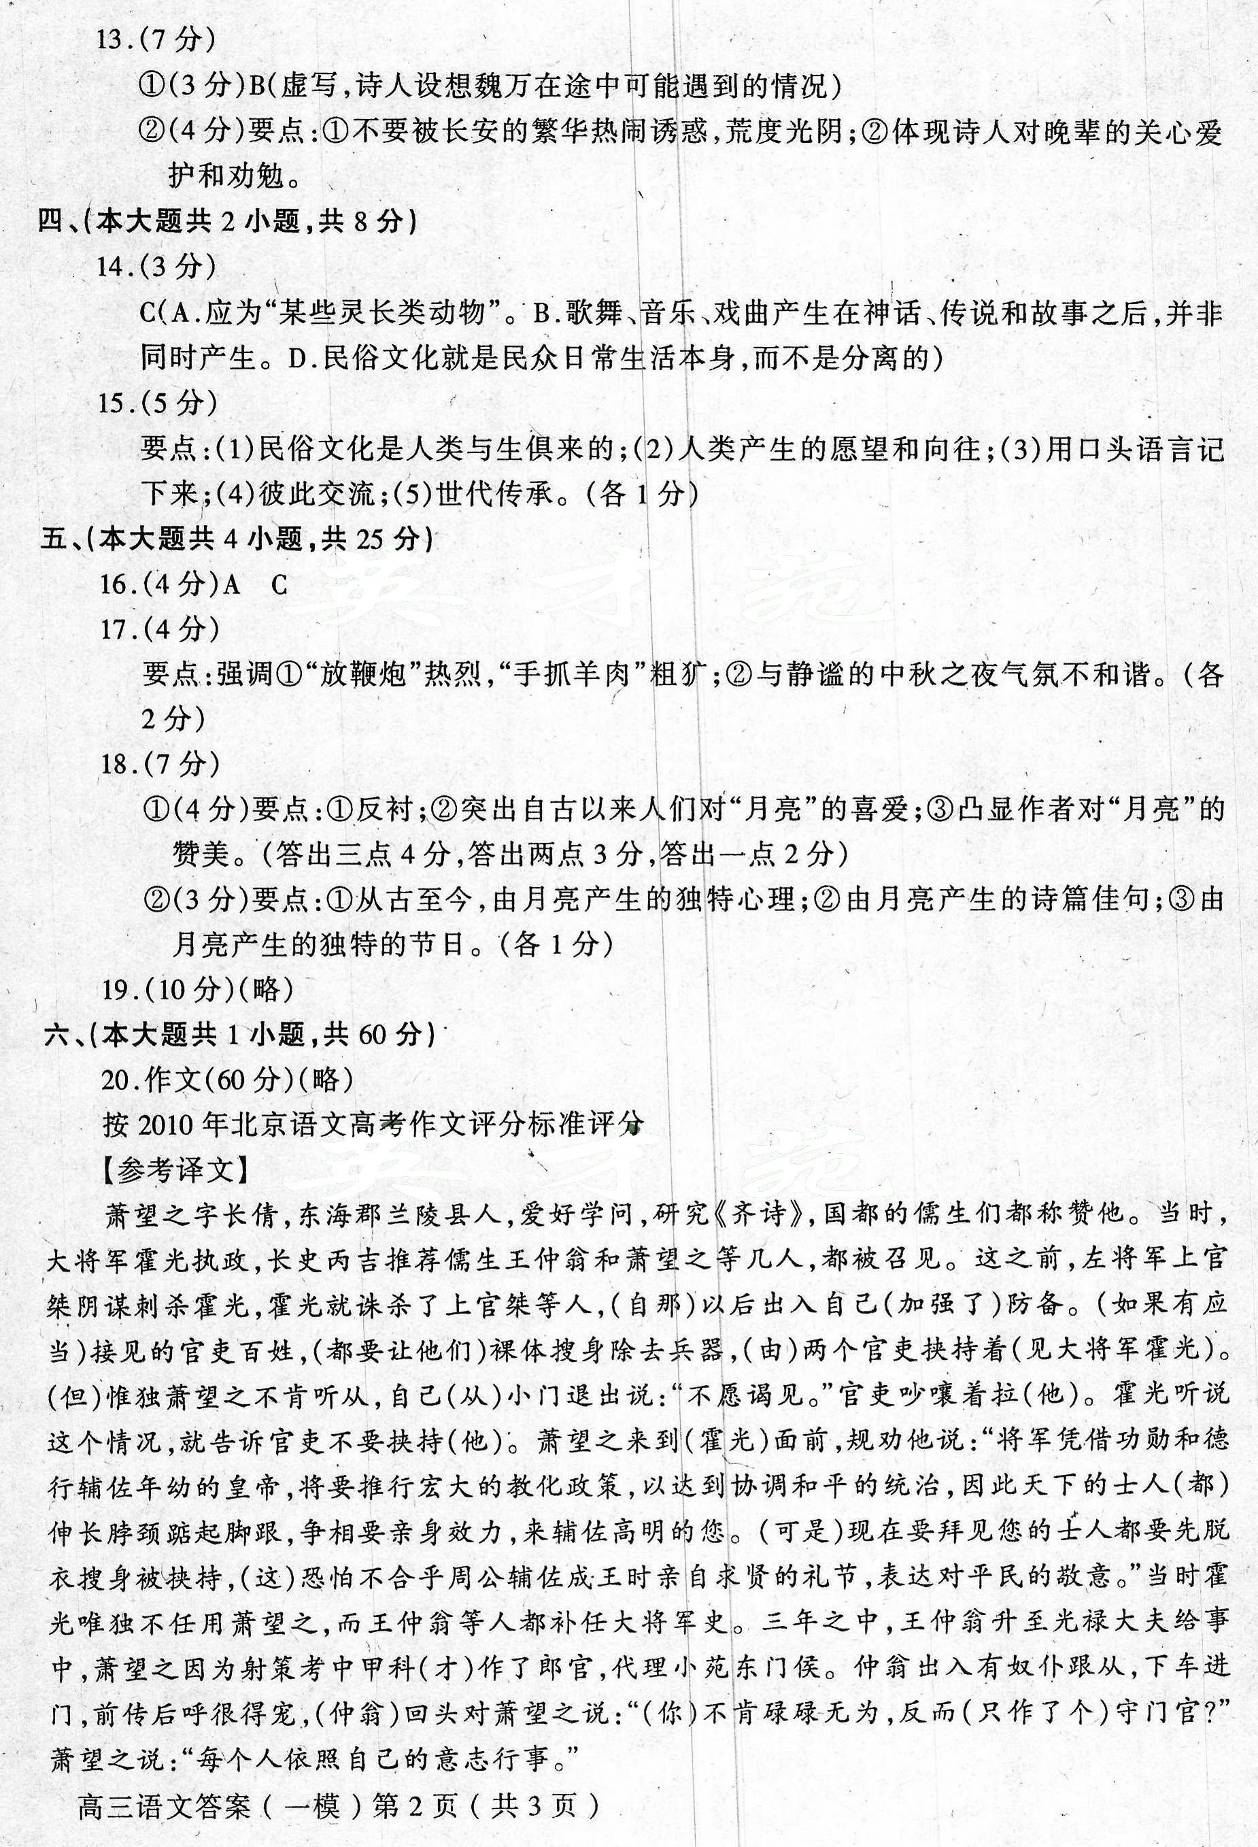 13.(7分)
①(3分)B(虚写,诗人设想魏万在途中可能遇到的情况)
②(4分)要点:①不要被长安的繁华热闹诱惑,荒度光阴;②体现诗人对晚辈的关心爱
护和劝勉。
四、(本大题共2小题,共8分)
14.(3分)
C(A.应为“某些灵长类动物”。B.歌舞、音乐、戏曲产生在神话、传说和故事之后,并非
同时产生。D.民俗文化就是民众日常生活本身,而不是分离的)
15.(5分)
要点:(1)民俗文化是人类与生俱来的;(2)人类产生的愿望和向往;(3)用口头语言记
下来;(4)彼此交流;(5)世代传承。(各1分)
五、(本大题共4小题,共25分)
16.(4分)A C
17.(4分)
要点:强调①“放鞭炮”热烈,“手抓羊肉”粗犷;②与静谧的中秋之夜气氛不和谐。(各
2分)
18.(7分)
①(4分)要点:①反衬;②突出自古以来人们对“月亮”的喜爱;③凸显作者对“月亮”的
赞美。(答出三点4分,答出两点3分,答出一点2分)
②(3分)要点:①从古至今,由月亮产生的独特心理;②由月亮产生的诗篇佳句;③由
月亮产生的独特的节日。(各1分)
19.(10分)(略)
六、(本大题共1小题,共60分)
20.作文(60分)(略)
按2010年北京语文高考作文评分标准评分
【参考译文】
萧望之字长倩,东海郡兰陵县人,爱好学问,研究《齐诗》,国都的儒生们都称赞他。当时,
大将军霍光执政,长史丙吉推荐儒生王仲翁和萧望之等几人,都被召见。这之前,左将军上官
桀阴谋刺杀霍光,霍光就诛杀了上官桀等人,(自那)以后出入自己(加强了)防备。(如果有应
当)接见的官吏百姓,(都要让他们)裸体搜身除去兵器,(由)两个官吏挟持着(见大将军霍光)。
(但)惟独萧望之不肯听从,自己(从)小门退出说:“不愿谒见。”官吏吵嚷着拉(他)。霍光听说
这个情况,就告诉官吏不要挟持(他)。萧望之来到(霍光)面前,规劝他说:“将军凭借功勋和德
行辅佐年幼的皇帝,将要推行宏大的教化政策,以达到协调和平的统治,因此天下的士人(都)
伸长脖颈踮起脚跟,争相要亲身效力,来辅佐高明的您。(可是)现在要拜见您的士人都要先脱
衣搜身被挟持,(这)恐怕不合乎周公辅佐成王时亲自求贤的礼节,表达对平民的敬意。”当时霍
光唯独不任用萧望之,而王仲翁等人都补任大将军史。三年之中,王仲翁升至光禄大夫给事
中,萧望之因为射策考中甲科(才)作了郎官,代理小苑东门侯。仲翁出入有奴仆跟从,下车进
门,前传后呼很得宠,(仲翁)回头对萧望之说:“(你)不肯碌碌无为,反而(只作了个)守门官?”
萧望之说:“每个人依照自己的意志行事。”
高三语文答案(一模)第2页(共3页)